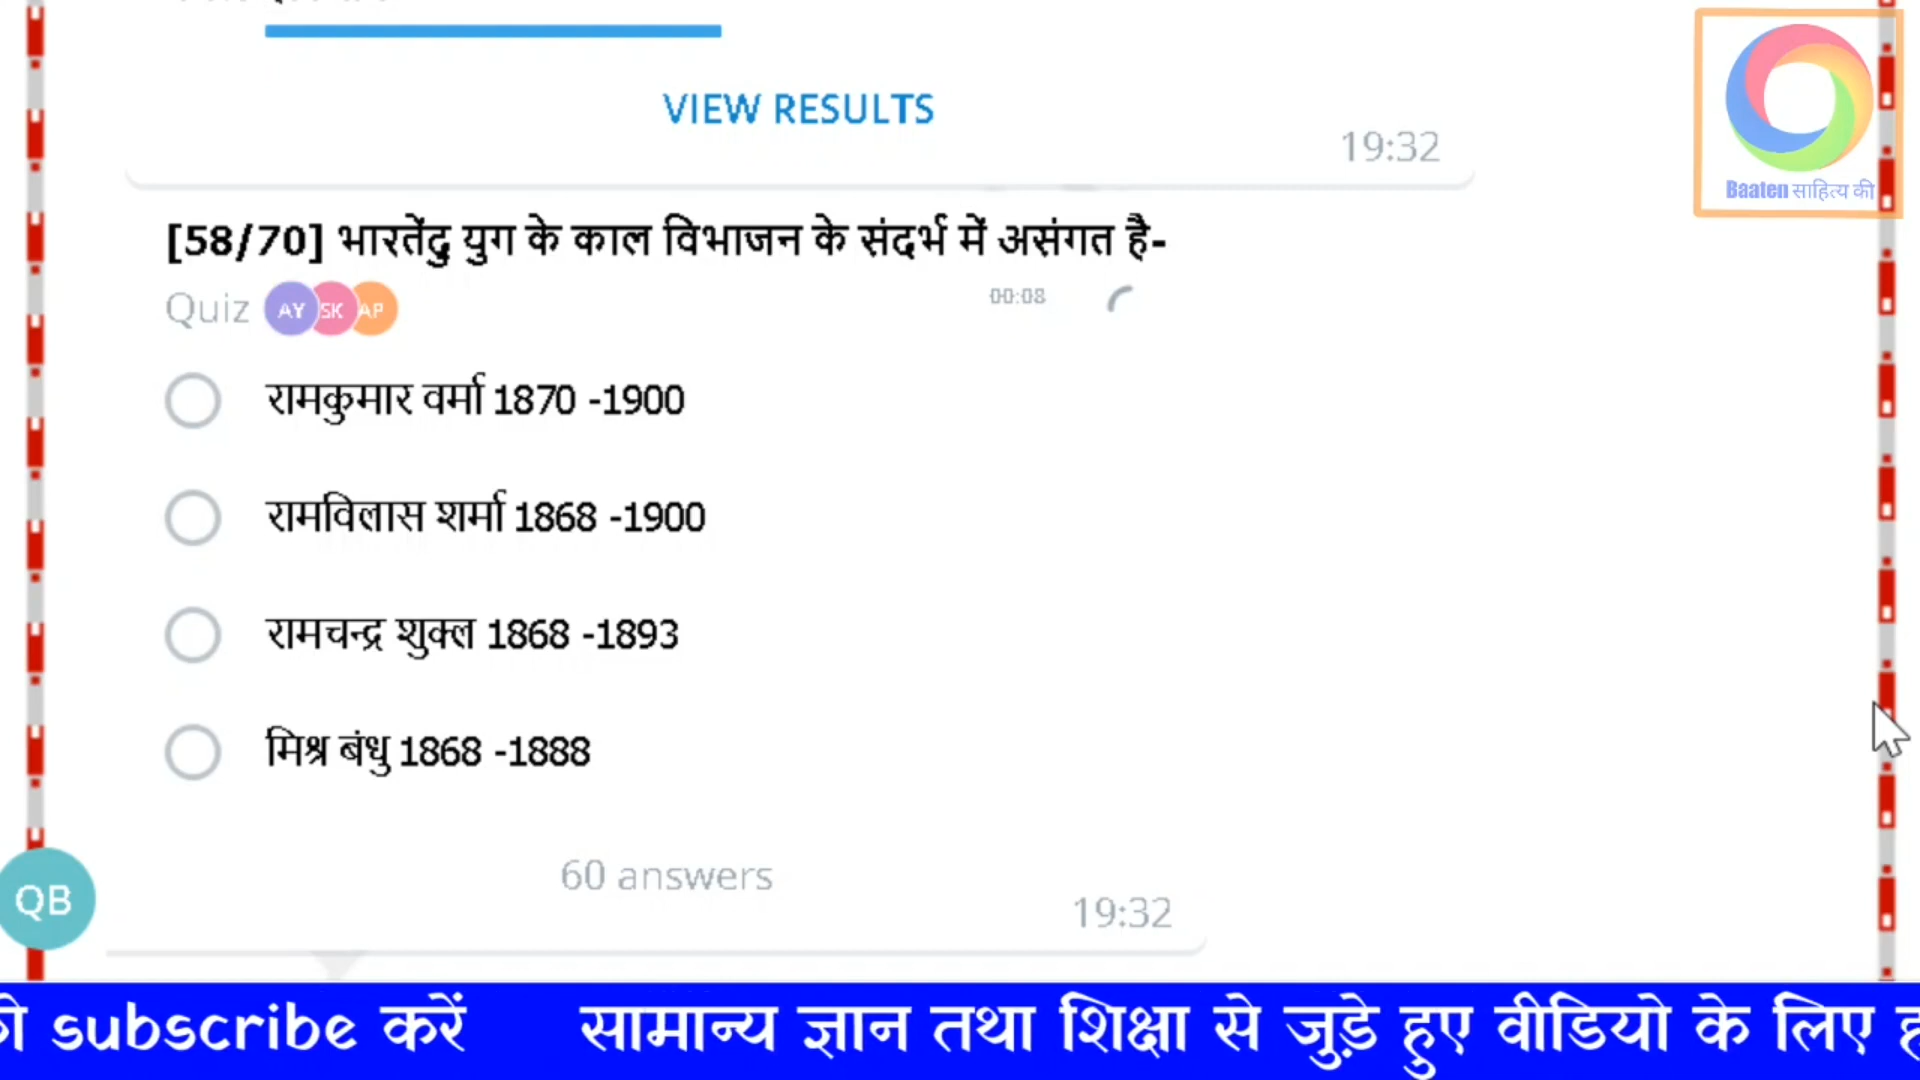 VIEW RESULTS
19:32
Baaten साहित्य की
[58/70] भारतेंदु युग के काल विभाजन के संदर्भ में असंगत है-
Quiz AY SK AP
00:08
रामकुमार वर्मा 1870 -1900
रामविलास शर्मा 1868 -1900
रामचन्द्र शुक्ल 1868 -1893
मिश्र बंधु 1868 -1888
60 answers
QB
19:32
subscribe करें सामान्य ज्ञान तथा शिक्षा से जुड़े हुए वीडियो के लिए